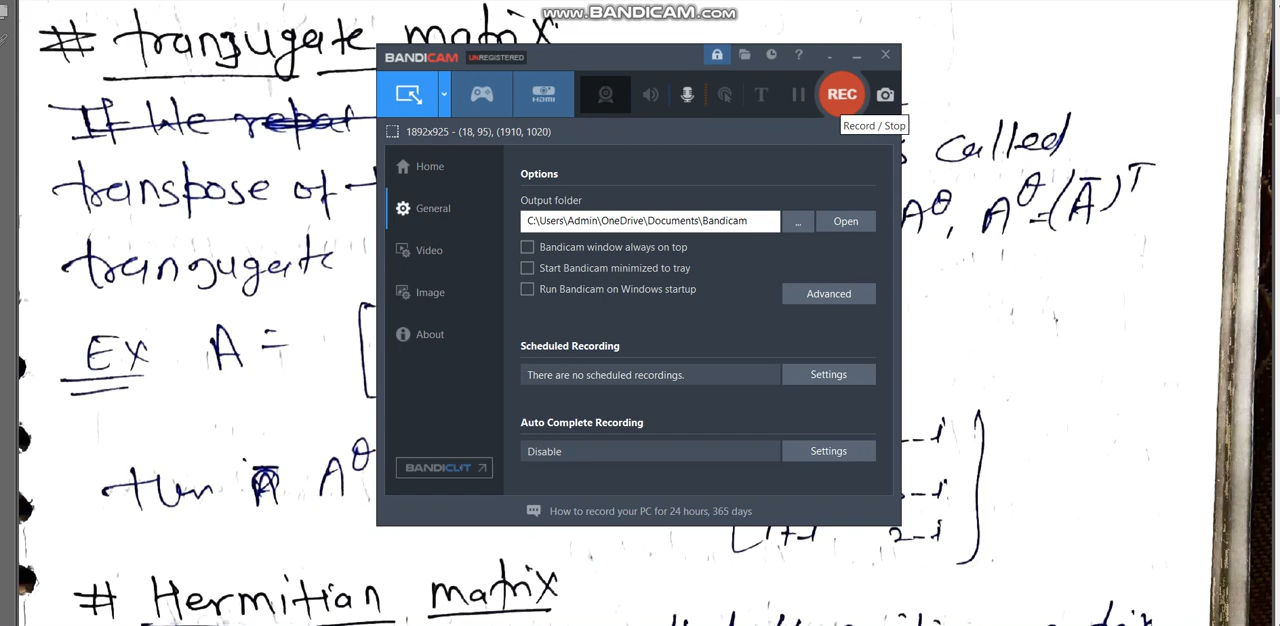 www.BANDICAM.com
# tranjugate matrix
BANDICAM UNREGISTERED
HDMI
T
REC
Record / Stop
1892x925 - (18, 95), (1910, 1020)
If We repat
called
transpose of
A^θ, A^θ=(Ā)^T
tranjugate
Home
General
Video
Image
About
BANDICUT
Options
Output folder
C:\Users\Admin\OneDrive\Documents\Bandicam
...
Open
Bandicam window always on top
Start Bandicam minimized to tray
Run Bandicam on Windows startup
Advanced
Scheduled Recording
There are no scheduled recordings.
Settings
Auto Complete Recording
Disable
Settings
How to record your PC for 24 hours, 365 days
Ex A = [
A^θ
2-i
# Hermitian matrix